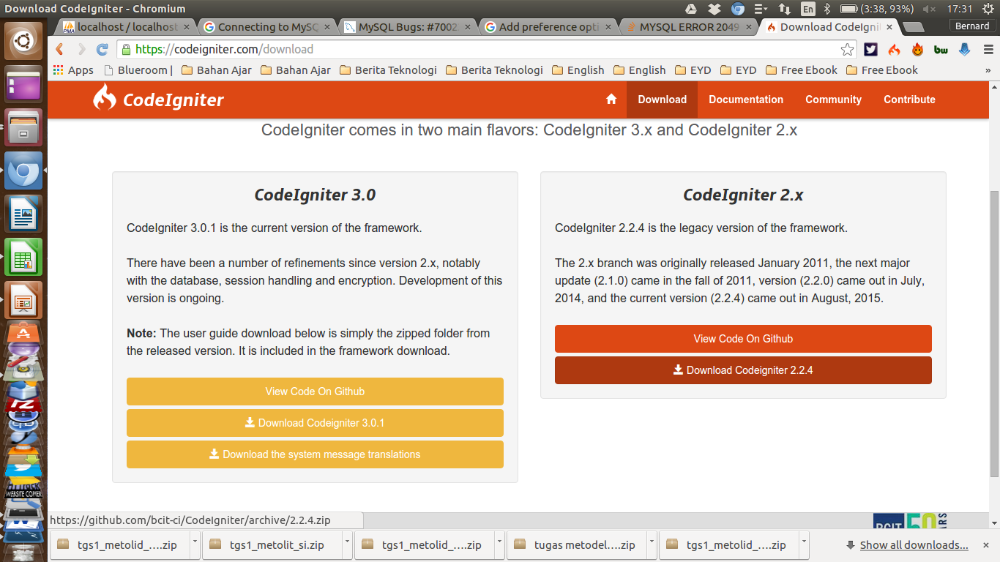 Download CodeIgniter - Chromium
En
(3:38, 93%)
17:31
localhost / localhost
Connecting to MySQ
MySQL Bugs: #7002
Add preference opti
MYSQL ERROR 2049
Download CodeIgni
Bernard
https://codeigniter.com/download
bw
Apps
Blueroom |
Bahan Ajar
Bahan Ajar
Berita Teknologi
Berita Teknologi
English
English
EYD
EYD
Free Ebook
Free Ebook
»
CodeIgniter
Download
Documentation
Community
Contribute
CodeIgniter comes in two main flavors: CodeIgniter 3.x and CodeIgniter 2.x
CodeIgniter 3.0
CodeIgniter 3.0.1 is the current version of the framework.
There have been a number of refinements since version 2.x, notably
with the database, session handling and encryption. Development of this
version is ongoing.
Note: The user guide download below is simply the zipped folder from
the released version. It is included in the framework download.
View Code On Github
Download Codeigniter 3.0.1
Download the system message translations
CodeIgniter 2.x
CodeIgniter 2.2.4 is the legacy version of the framework.
The 2.x branch was originally released January 2011, the next major
update (2.1.0) came in the fall of 2011, version (2.2.0) came out in July,
2014, and the current version (2.2.4) came out in August, 2015.
View Code On Github
Download Codeigniter 2.2.4
WEBSITE COPIER
https://github.com/bcit-ci/CodeIgniter/archive/2.2.4.zip
BCIT
tgs1_metolid_....zip
tgs1_metolit_si.zip
tgs1_metolid_....zip
tugas metodel....zip
tgs1_metolid_....zip
Show all downloads...